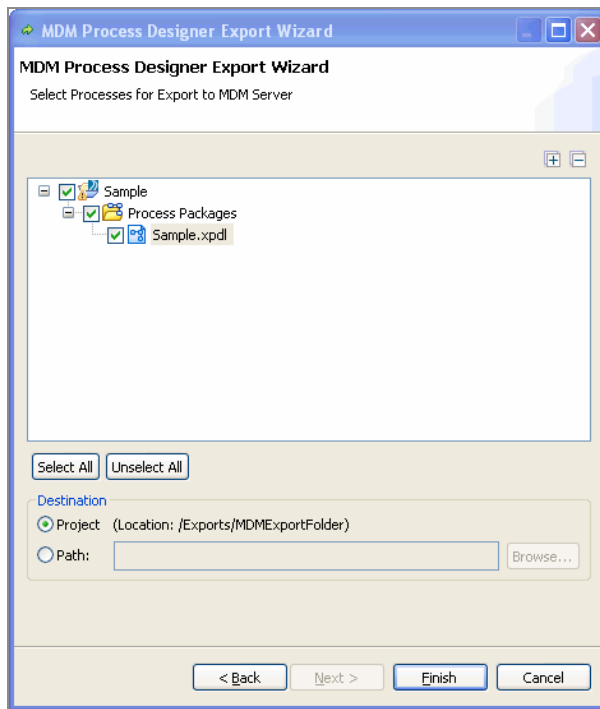 MDM Process Designer Export Wizard
MDM Process Designer Export Wizard
Select Processes for Export to MDM Server
Sample
Process Packages
Sample.xpdl
Select All Unselect All
Destination
Project (Location: /Exports/MDMExportFolder)
Path: Browse...
< Back Next > Finish Cancel